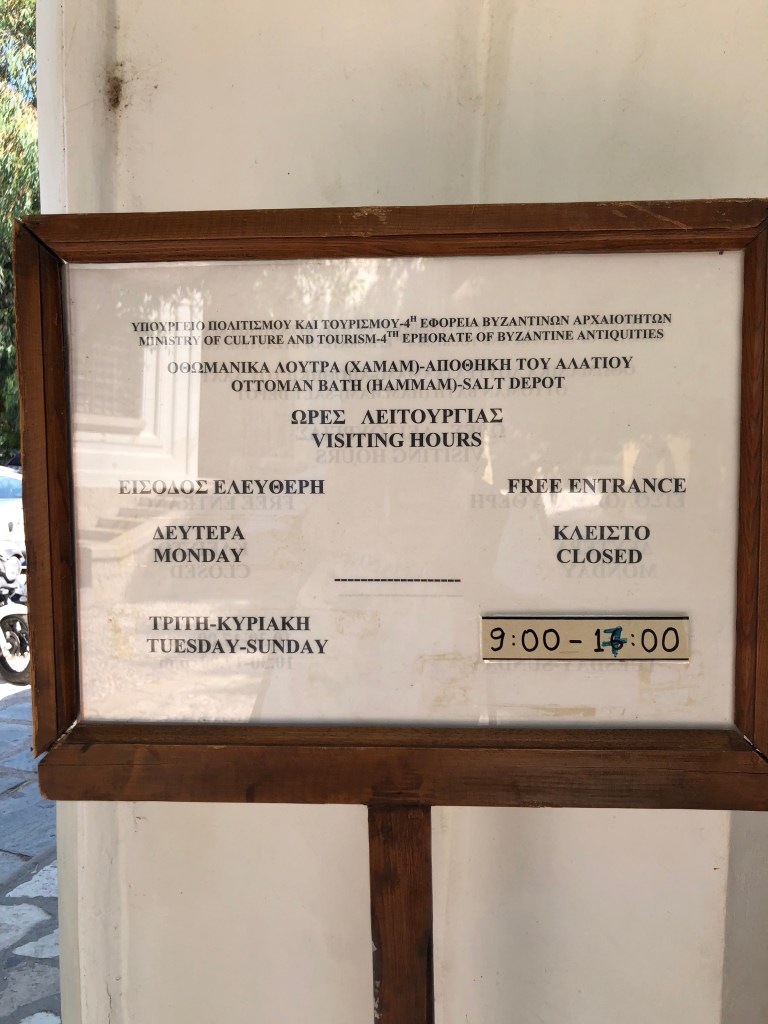 ΥΠΟΥΡΓΕΙΟ ΠΟΛΙΤΙΣΜΟΥ ΚΑΙ ΤΟΥΡΙΣΜΟΥ-4Η ΕΦΟΡΕΙΑ ΒΥΖΑΝΤΙΝΩΝ ΑΡΧΑΙΟΤΗΤΩΝ
MINISTRY OF CULTURE AND TOURISM-4TH EPHORATE OF BYZANTINE ANTIQUITIES
ΟΘΩΜΑΝΙΚΑ ΛΟΥΤΡΑ (ΧΑΜΑΜ)-ΑΠΟΘΗΚΗ ΤΟΥ ΑΛΑΤΙΟΥ
OTTOMAN BATH (HAMMAM)-SALT DEPOT
ΩΡΕΣ ΛΕΙΤΟΥΡΓΙΑΣ
VISITING HOURS
ΕΙΣΟΔΟΣ ΕΛΕΥΘΕΡΗ FREE ENTRANCE
ΔΕΥΤΕΡΑ ΚΛΕΙΣΤΟ
MONDAY CLOSED
-------------------
ΤΡΙΤΗ-ΚΥΡΙΑΚΗ
TUESDAY-SUNDAY 9:00 -